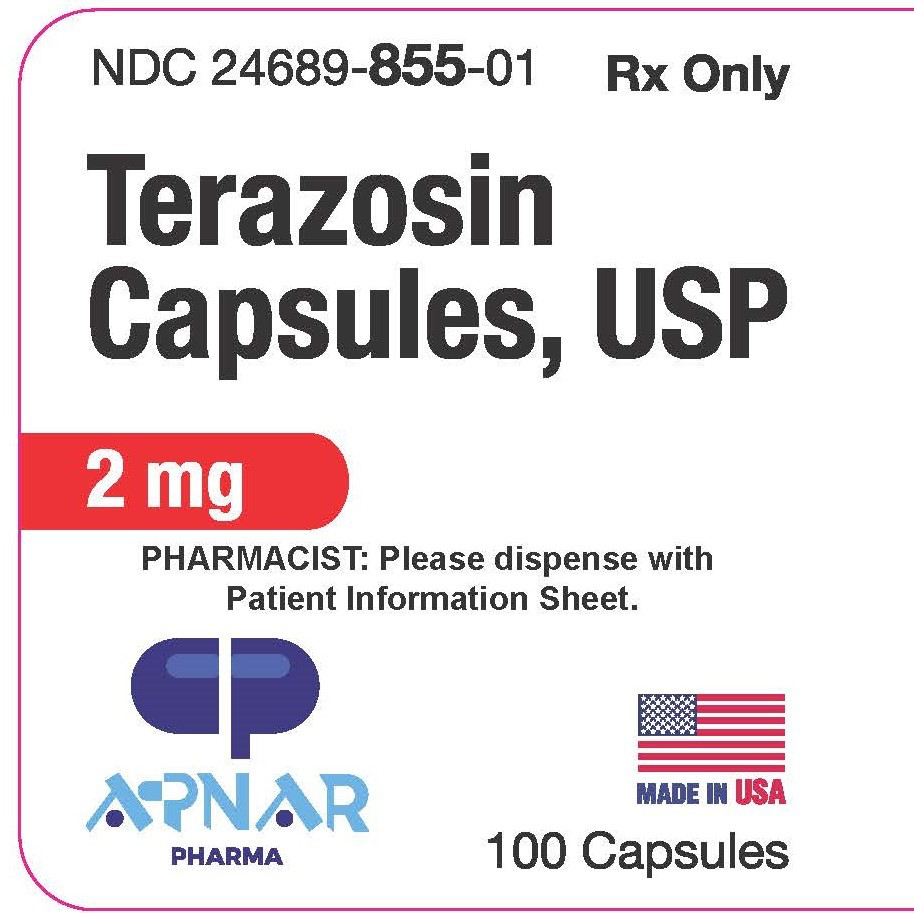 NDC 24689-855-01 Rx Only
Terazosin
Capsules, USP
2 mg
PHARMACIST: Please dispense with
Patient Information Sheet.
APNAR
PHARMA
MADE IN USA
100 Capsules